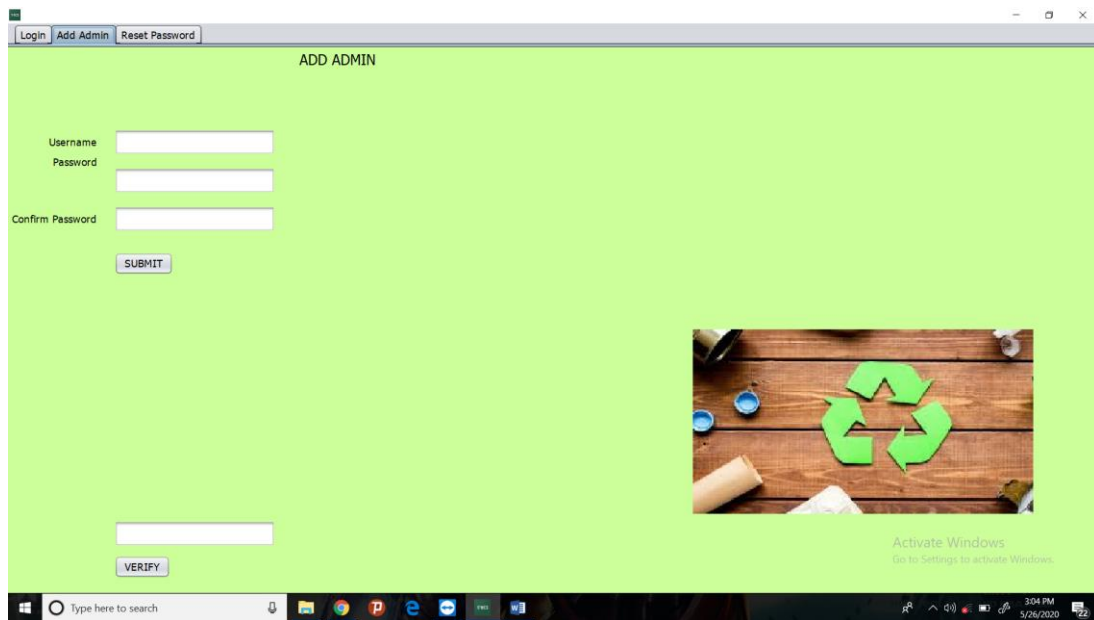 Login Add Admin Reset Password
ADD ADMIN
Username
Password
Confirm Password
SUBMIT
VERIFY
Activate Windows
Go to Settings to activate Windows.
Type here to search
3:04 PM
5/26/2020
22